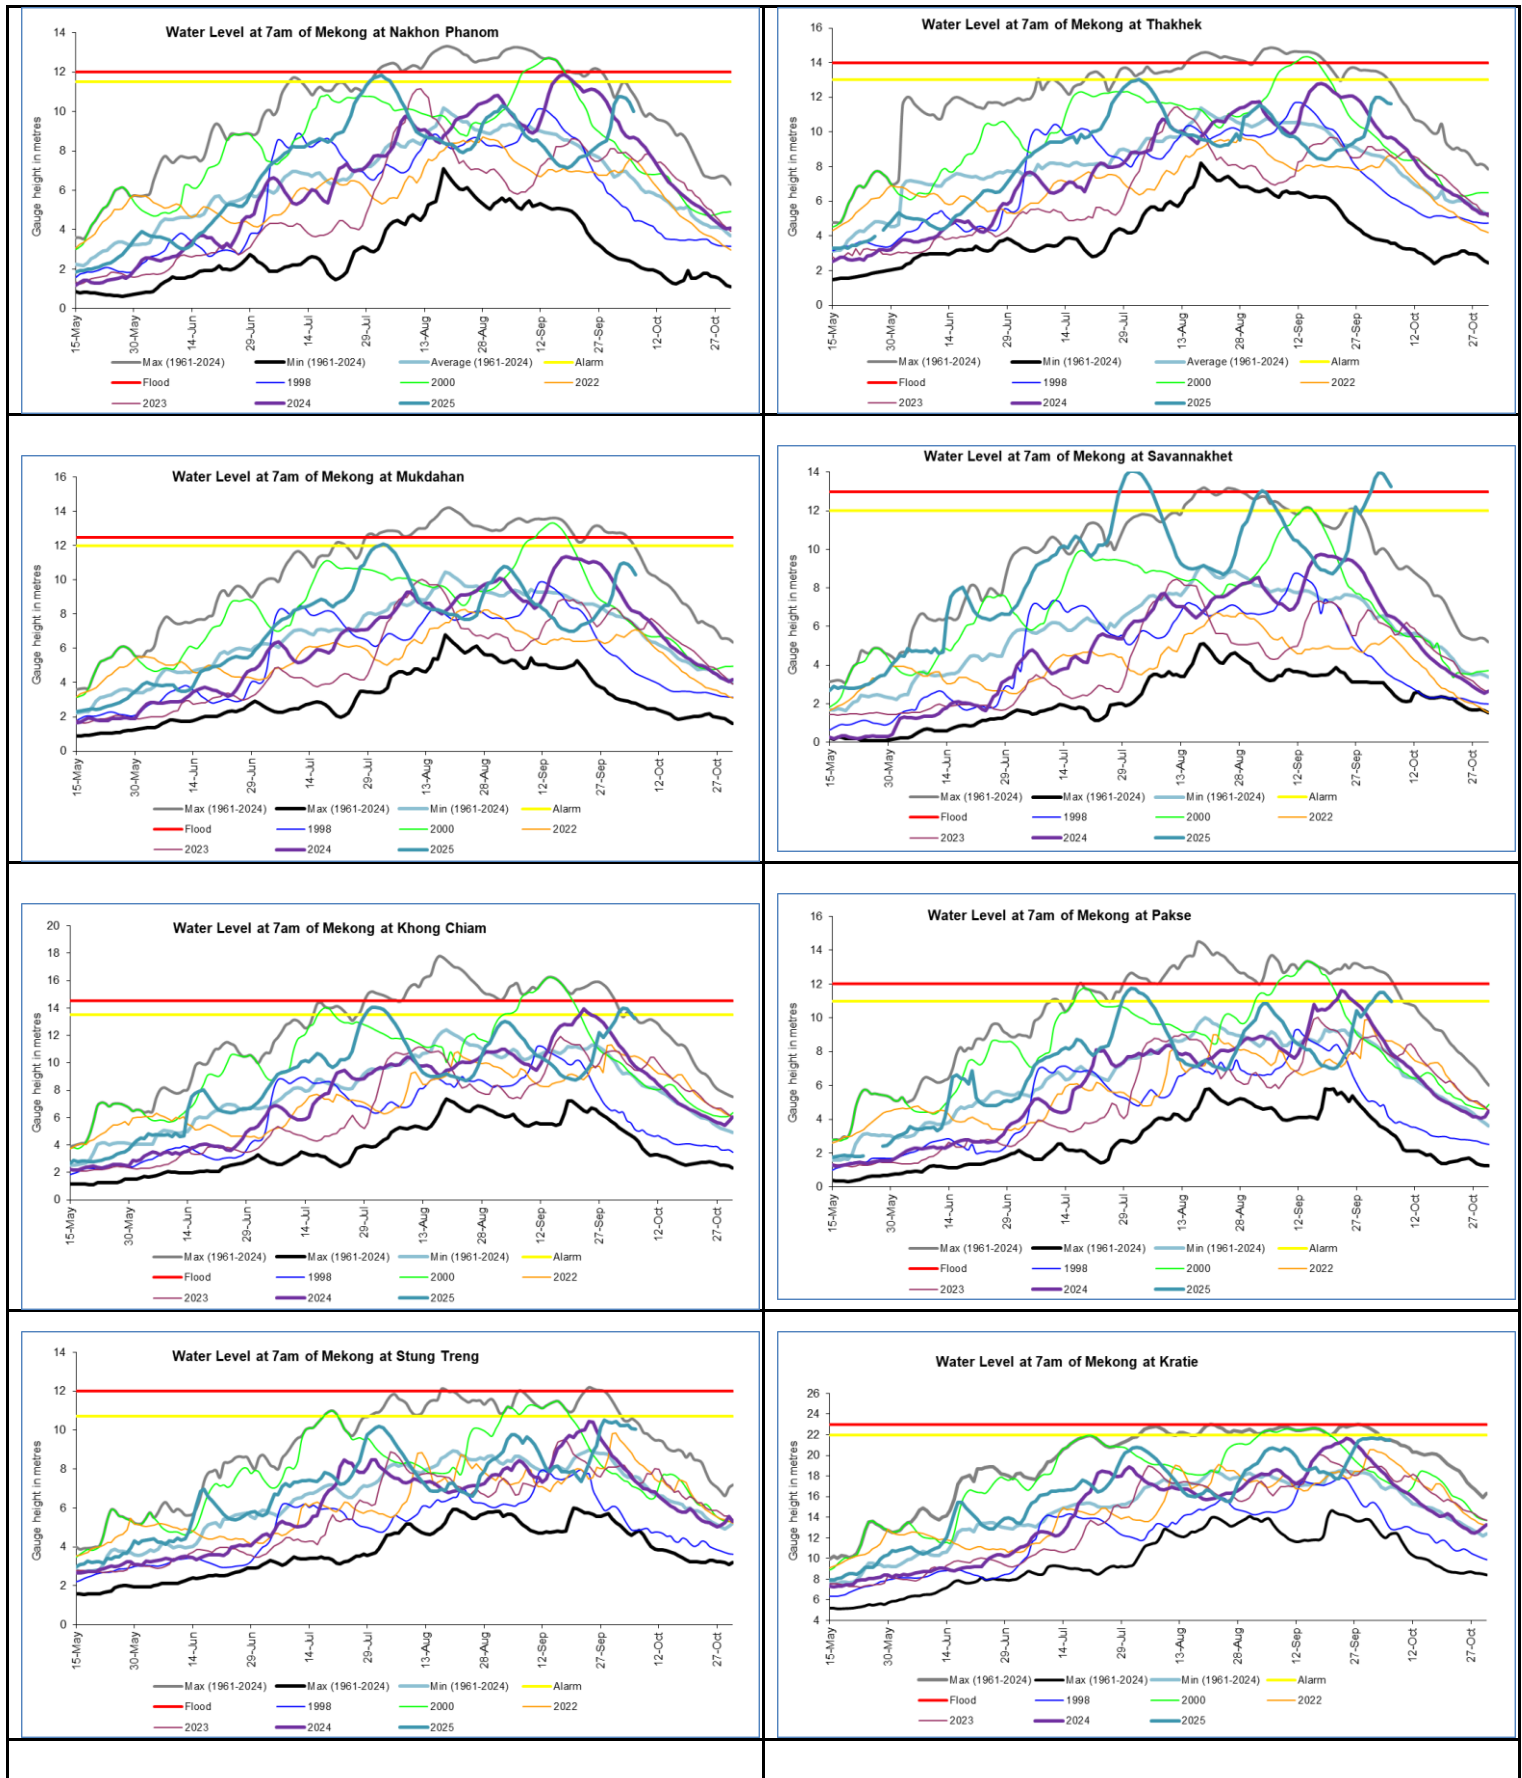 Water Level at 7am of Mekong at Nakhon Phanom
Gauge height in metres
14
12
10
8
6
4
2
0
15-May
30-May
14-Jun
29-Jun
14-Jul
29-Jul
13-Aug
28-Aug
12-Sep
27-Sep
12-Oct
27-Oct
Max (1961-2024) Min (1961-2024) Average (1961-2024) Alarm
Flood 1998 2000 2022
2023 2024 2025
Water Level at 7am of Mekong at Thakhek
Gauge height in metres
16
14
12
10
8
6
4
2
0
15-May
30-May
14-Jun
29-Jun
14-Jul
29-Jul
13-Aug
28-Aug
12-Sep
27-Sep
12-Oct
27-Oct
Max (1961-2024) Min (1961-2024) Average (1961-2024) Alarm
Flood 1998 2000 2022
2023 2024 2025
Water Level at 7am of Mekong at Mukdahan
Gauge height in metres
16
14
12
10
8
6
4
2
0
15-May
30-May
14-Jun
29-Jun
14-Jul
29-Jul
13-Aug
28-Aug
12-Sep
27-Sep
12-Oct
27-Oct
Max (1961-2024) Max (1961-2024) Min (1961-2024) Alarm
Flood 1998 2000 2022
2023 2024 2025
Water Level at 7am of Mekong at Savannakhet
Gauge height in metres
14
12
10
8
6
4
2
0
15-May
30-May
14-Jun
29-Jun
14-Jul
29-Jul
13-Aug
28-Aug
12-Sep
27-Sep
12-Oct
27-Oct
Max (1961-2024) Max (1961-2024) Min (1961-2024) Alarm
Flood 1998 2000 2022
2023 2024 2025
Water Level at 7am of Mekong at Khong Chiam
Gauge height in metres
20
18
16
14
12
10
8
6
4
2
0
15-May
30-May
14-Jun
29-Jun
14-Jul
29-Jul
13-Aug
28-Aug
12-Sep
27-Sep
12-Oct
27-Oct
Max (1961-2024) Max (1961-2024) Min (1961-2024) Alarm
Flood 1998 2000 2022
2023 2024 2025
Water Level at 7am of Mekong at Pakse
Gauge height in metres
16
14
12
10
8
6
4
2
0
15-May
30-May
14-Jun
29-Jun
14-Jul
29-Jul
13-Aug
28-Aug
12-Sep
27-Sep
12-Oct
27-Oct
Max (1961-2024) Max (1961-2024) Min (1961-2024) Alarm
Flood 1998 2000 2022
2023 2024 2025
Water Level at 7am of Mekong at Stung Treng
Gauge height in metres
14
12
10
8
6
4
2
0
15-May
30-May
14-Jun
29-Jun
14-Jul
29-Jul
13-Aug
28-Aug
12-Sep
27-Sep
12-Oct
27-Oct
Max (1961-2024) Max (1961-2024) Min (1961-2024) Alarm
Flood 1998 2000 2022
2023 2024 2025
Water Level at 7am of Mekong at Kratie
Gauge height in metres
26
24
22
20
18
16
14
12
10
8
6
4
15-May
30-May
14-Jun
29-Jun
14-Jul
29-Jul
13-Aug
28-Aug
12-Sep
27-Sep
12-Oct
27-Oct
Max (1961-2024) Max (1961-2024) Min (1961-2024) Alarm
Flood 1998 2000 2022
2023 2024 2025